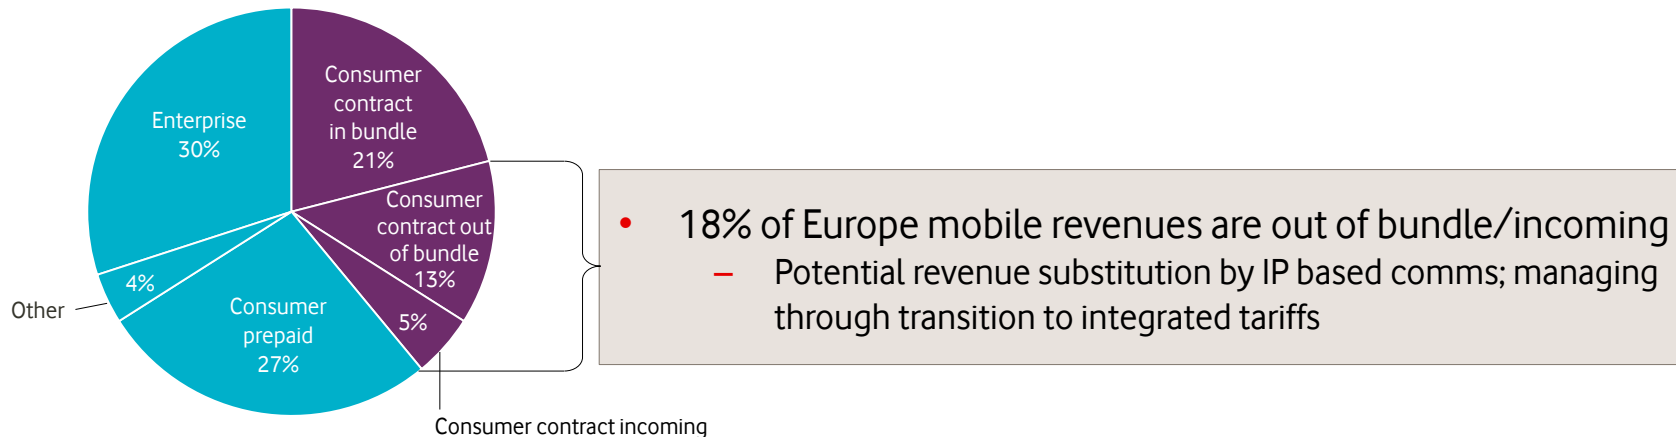 Consumer
contract
in bundle
21%
Enterprise
30%
Consumer
contract out
of bundle
13%
5%
4%
Other
Consumer
prepaid
27%
Consumer contract incoming
• 18% of Europe mobile revenues are out of bundle/incoming
– Potential revenue substitution by IP based comms; managing
through transition to integrated tariffs